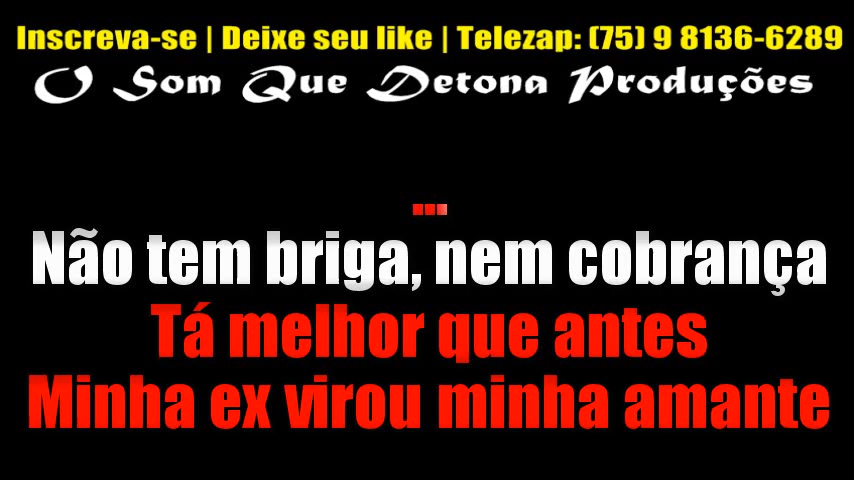 Inscreva-se | Deixe seu like | Telezap: (75) 9 8136-6289
O Som Que Detona Produções
...
Não tem briga, nem cobrança
Tá melhor que antes
Minha ex virou minha amante